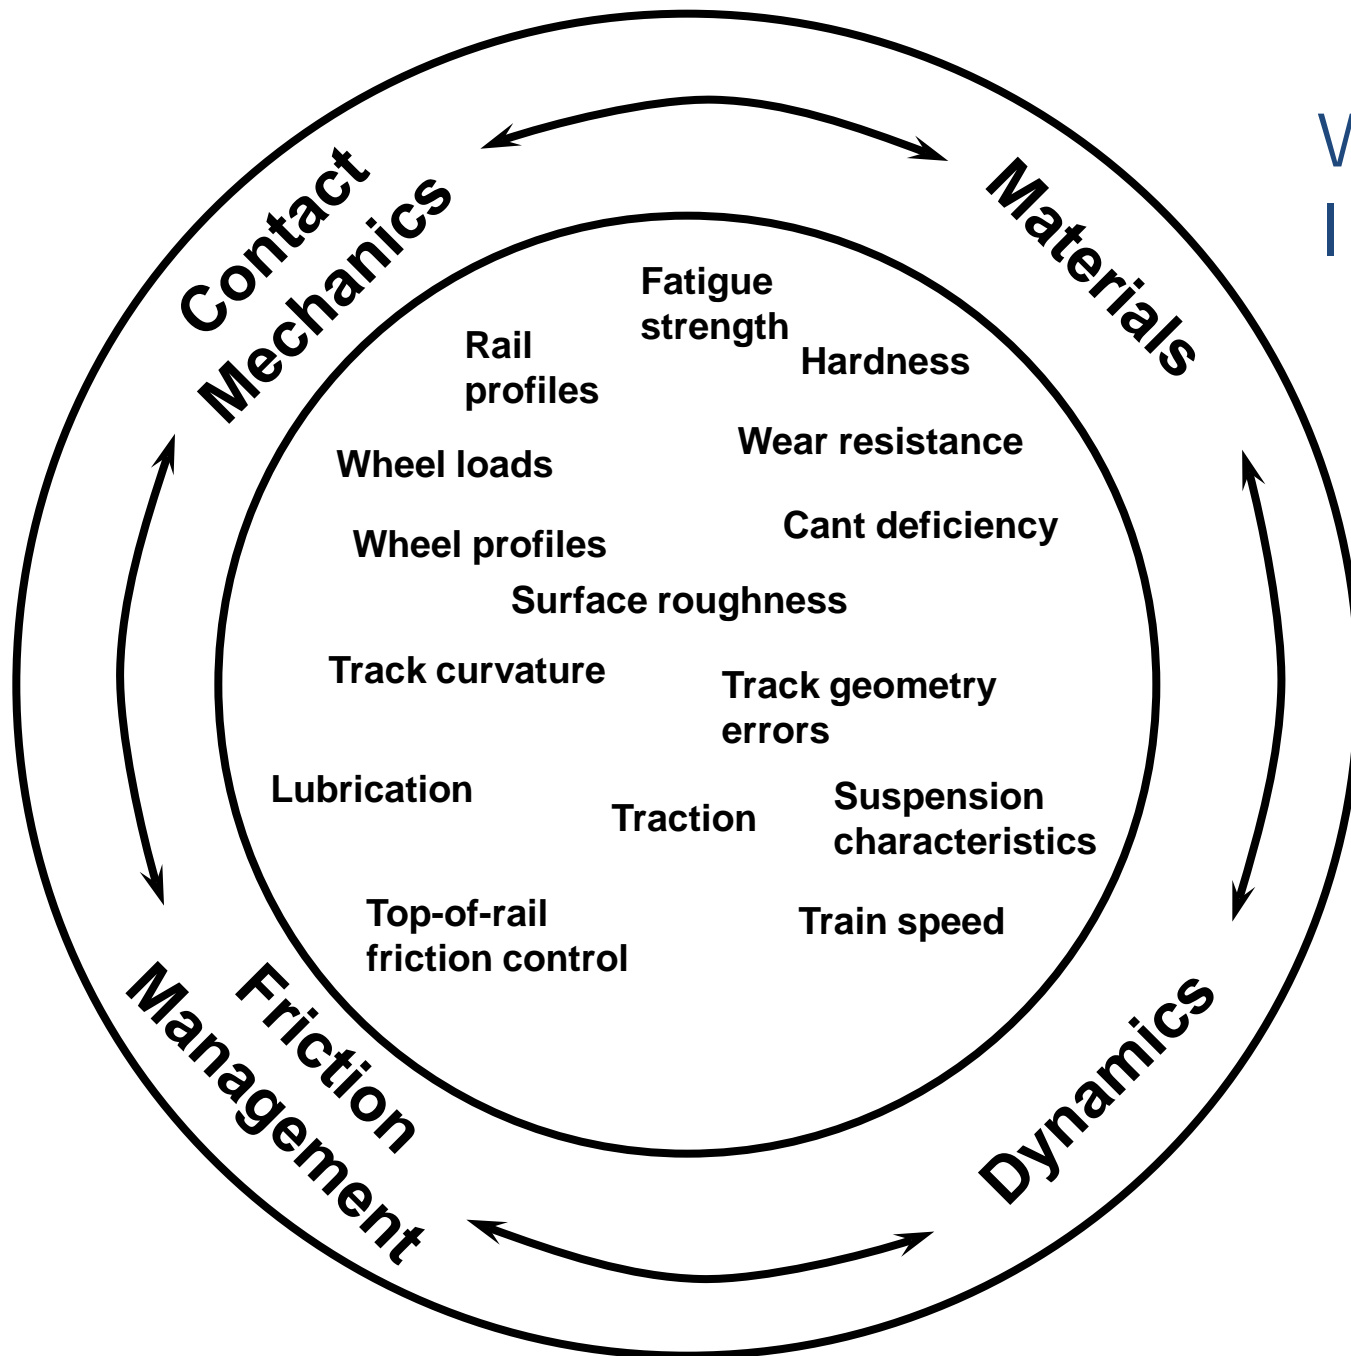 Contact
Mechanics
Materials
Fatigue
strength
Rail
profiles
Hardness
Wear resistance
Wheel loads
Cant deficiency
Wheel profiles
Surface roughness
Track curvature
Track geometry
errors
Lubrication
Traction
Suspension
characteristics
Top-of-rail
friction control
Train speed
Friction
Management
Dynamics